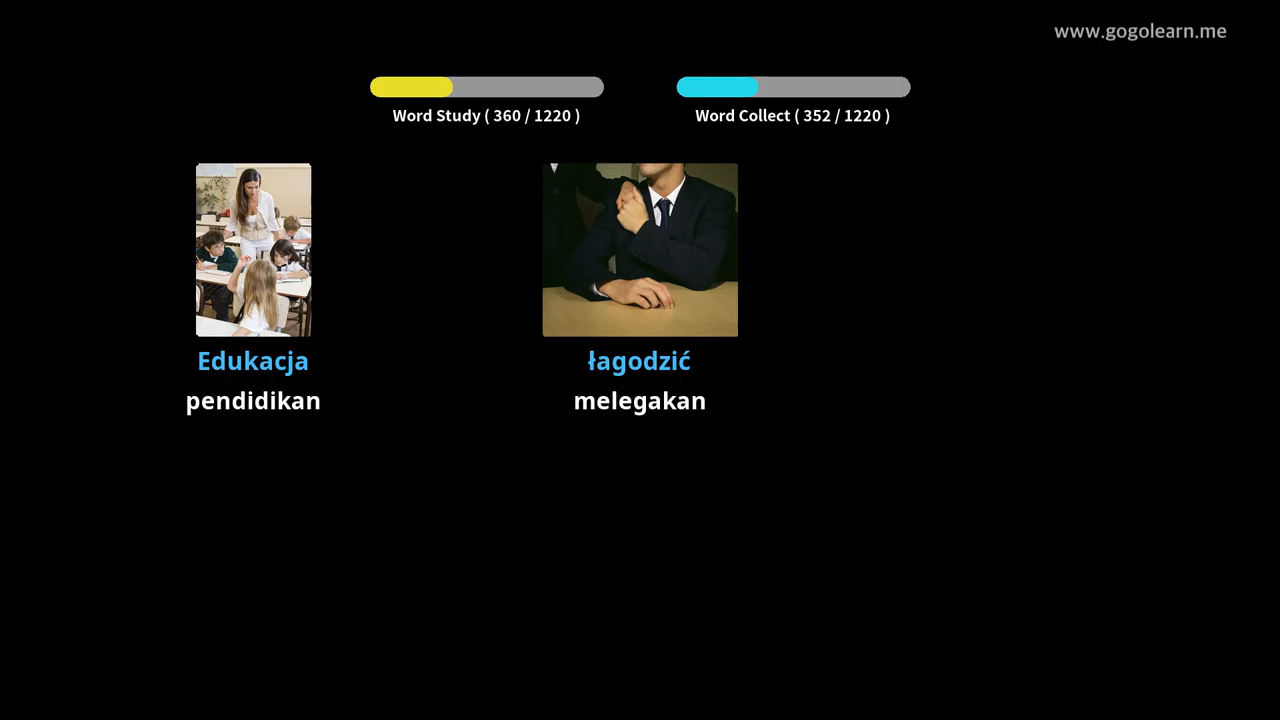 www.gogolearn.me
Word Study ( 360 / 1220 )
Word Collect ( 352 / 1220 )
Edukacja
pendidikan
łagodzić
melegakan